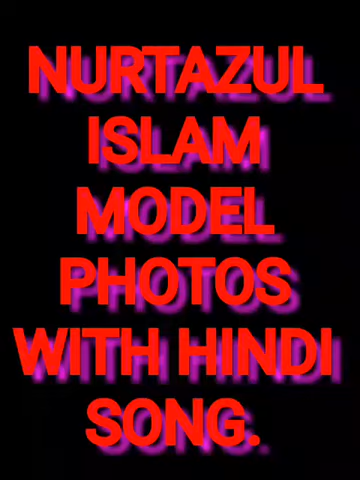 NURTAZUL
ISLAM
MODEL
PHOTOS
WITH HINDI
SONG.